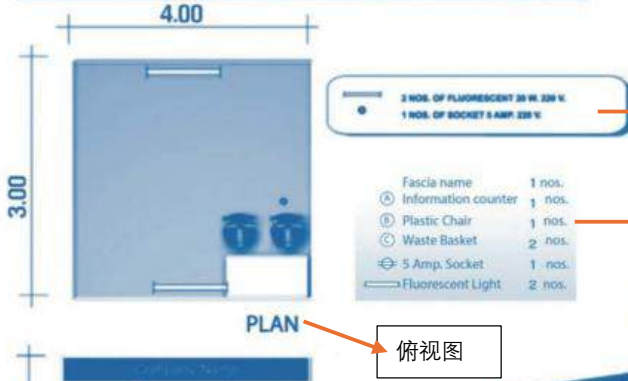 4.00
3.00
2 NOS. OF FLUORESCENT 20 W. 220 V.
1 NOS. OF SOCKET 5 AMP. 220 V.
Fascia name 1 nos.
A Information counter 1 nos.
B Plastic Chair 1 nos.
C Waste Basket 2 nos.
5 Amp. Socket 1 nos.
Fluorescent Light 2 nos.
PLAN
俯视图
Company Name